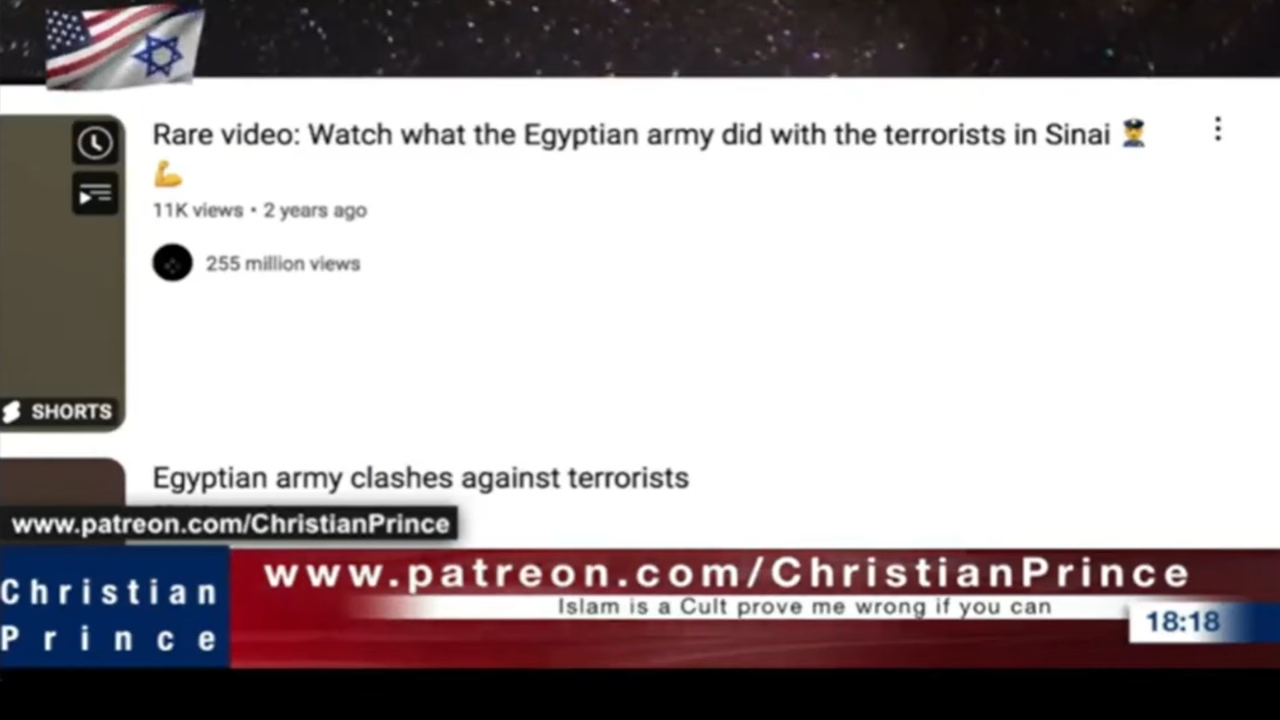 Rare video: Watch what the Egyptian army did with the terrorists in Sinai 👮
💪
11K views • 2 years ago
255 million views
SHORTS
Egyptian army clashes against terrorists
www.patreon.com/ChristianPrince
www.patreon.com/ChristianPrince
Islam is a Cult prove me wrong if you can
Christian
Prince
18:18